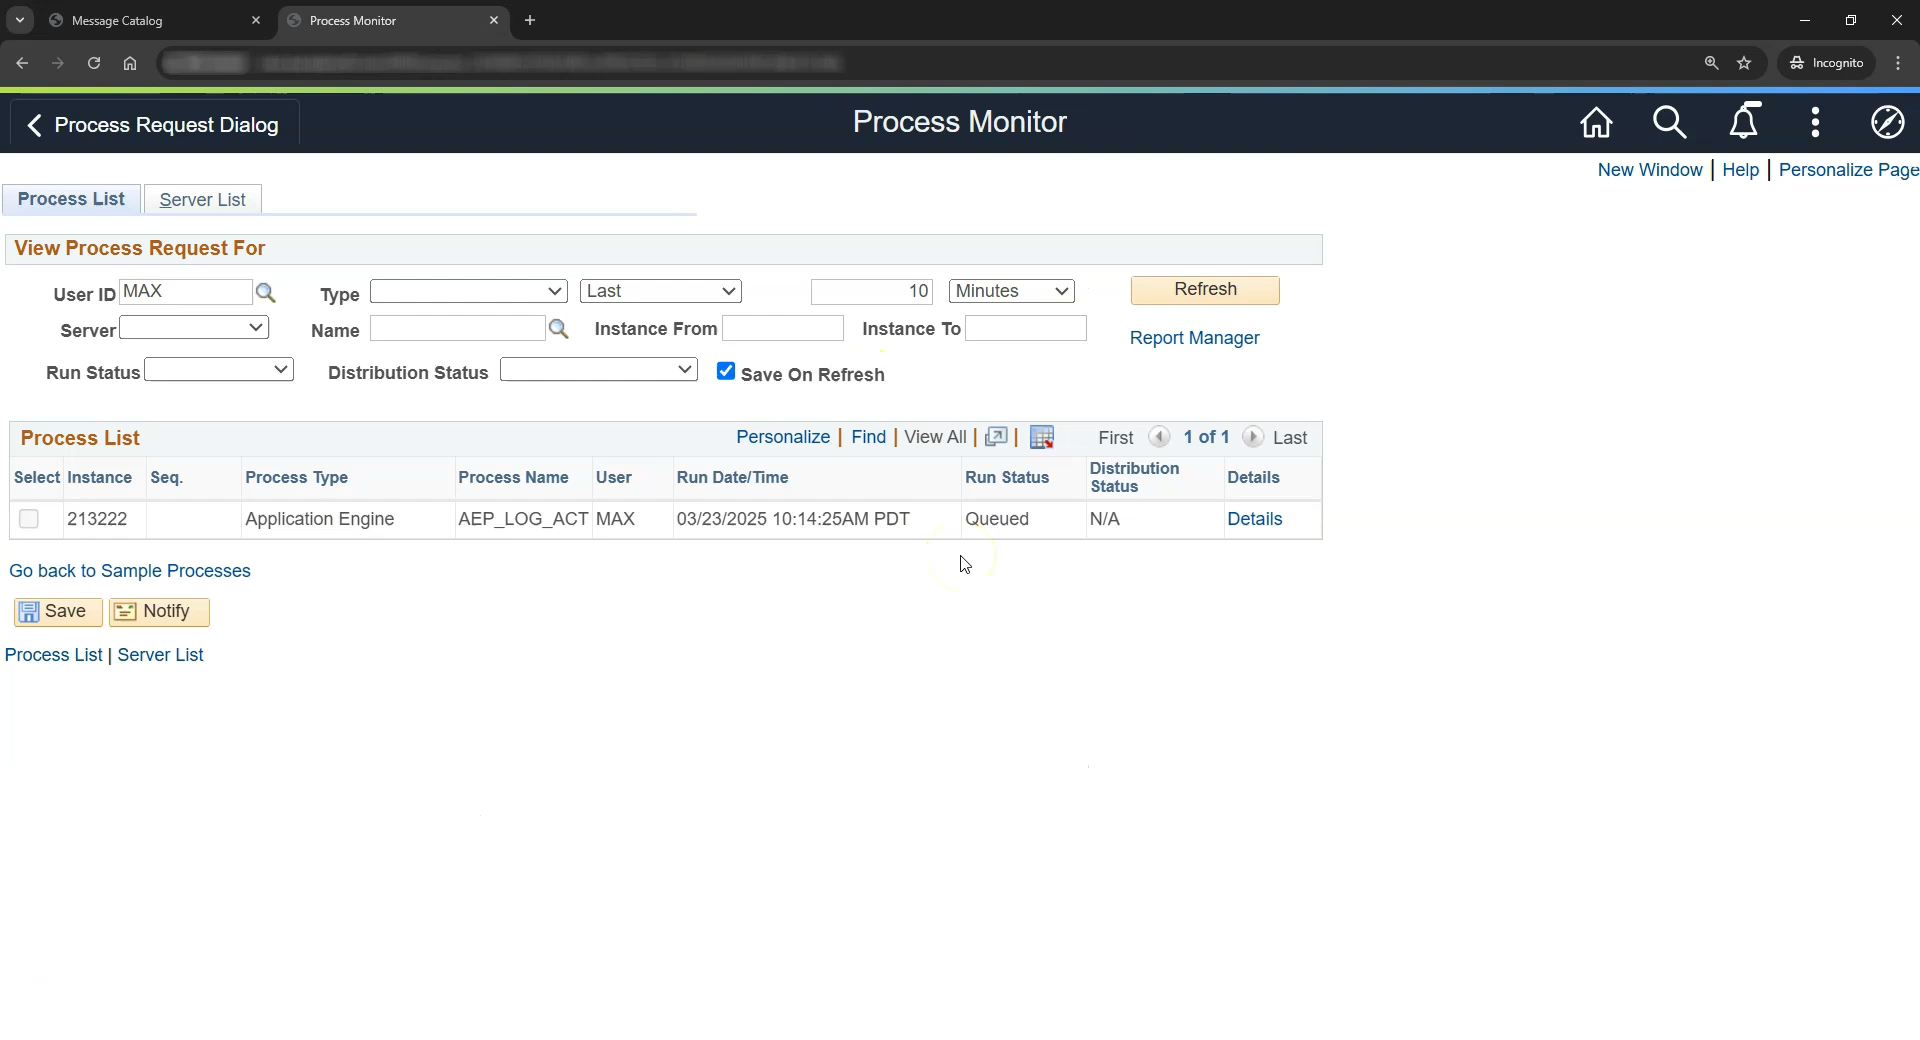 Message Catalog
Process Monitor
Incognito
Process Request Dialog
Process Monitor
New Window | Help | Personalize Page
Process List
Server List
View Process Request For
User ID MAX Type Last 10 Minutes Refresh
Server Name Instance From Instance To Report Manager
Run Status Distribution Status Save On Refresh
Process List Personalize | Find | View All | | First 1 of 1 Last
Select Instance Seq. Process Type Process Name User Run Date/Time Run Status Distribution Status Details
213222 Application Engine AEP_LOG_ACT MAX 03/23/2025 10:14:25AM PDT Queued N/A Details
Go back to Sample Processes
Save Notify
Process List | Server List